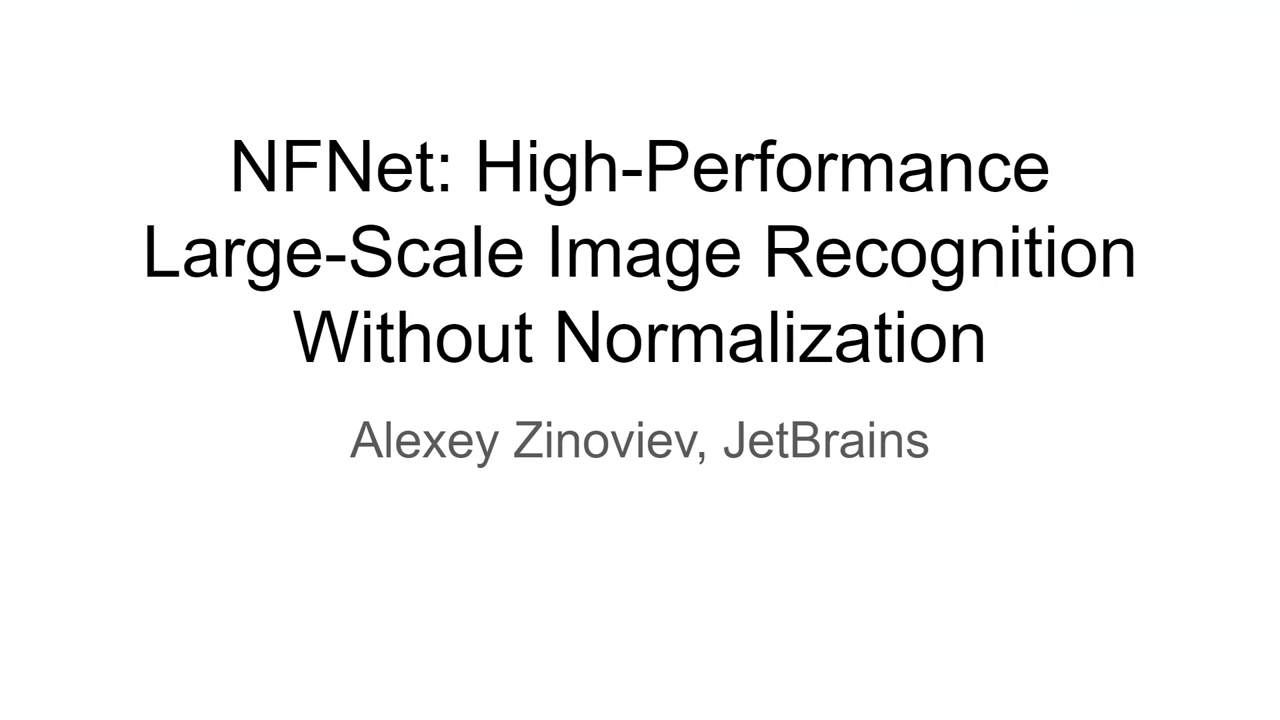 NFNet: High-Performance
Large-Scale Image Recognition
Without Normalization
Alexey Zinoviev, JetBrains